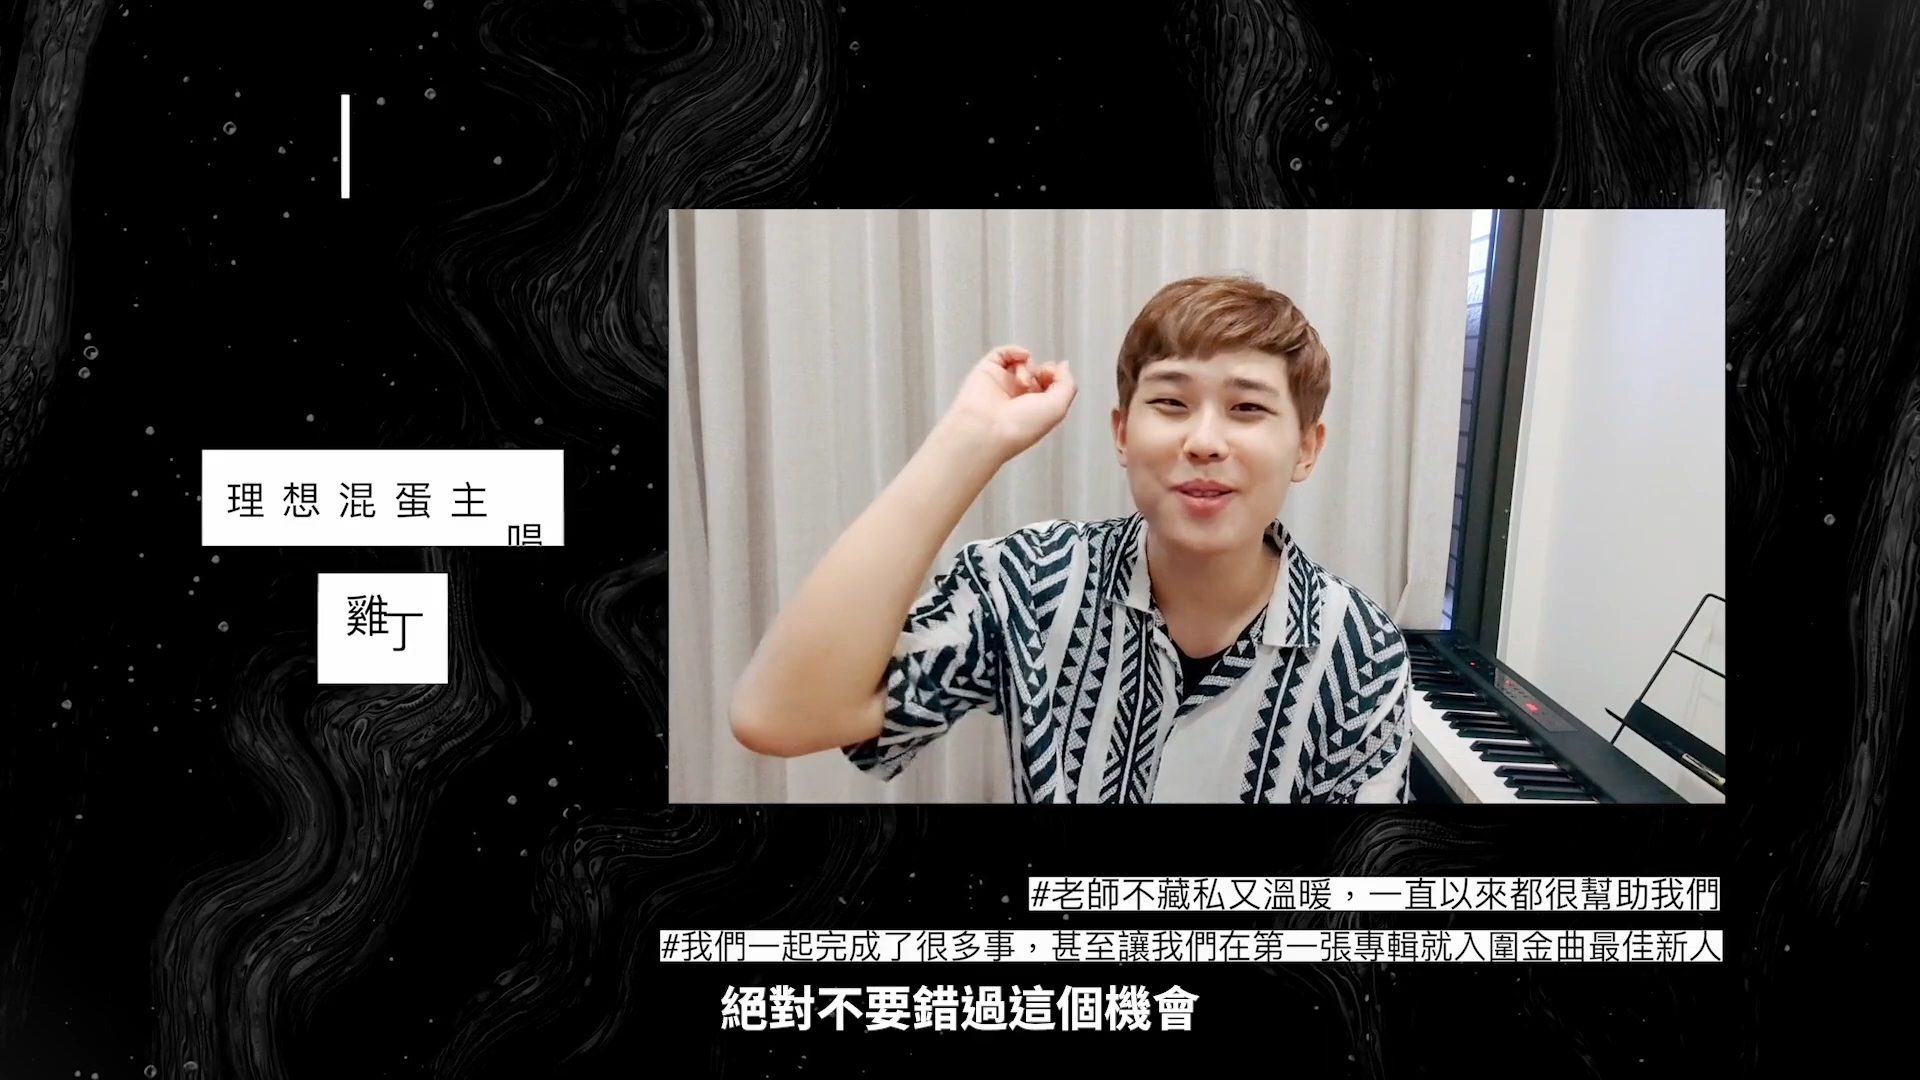 理想混蛋主唱
雞丁
#老師不藏私又溫暖，一直以來都很幫助我們
#我們一起完成了很多事，甚至讓我們在第一張專輯就入圍金曲最佳新人
絕對不要錯過這個機會